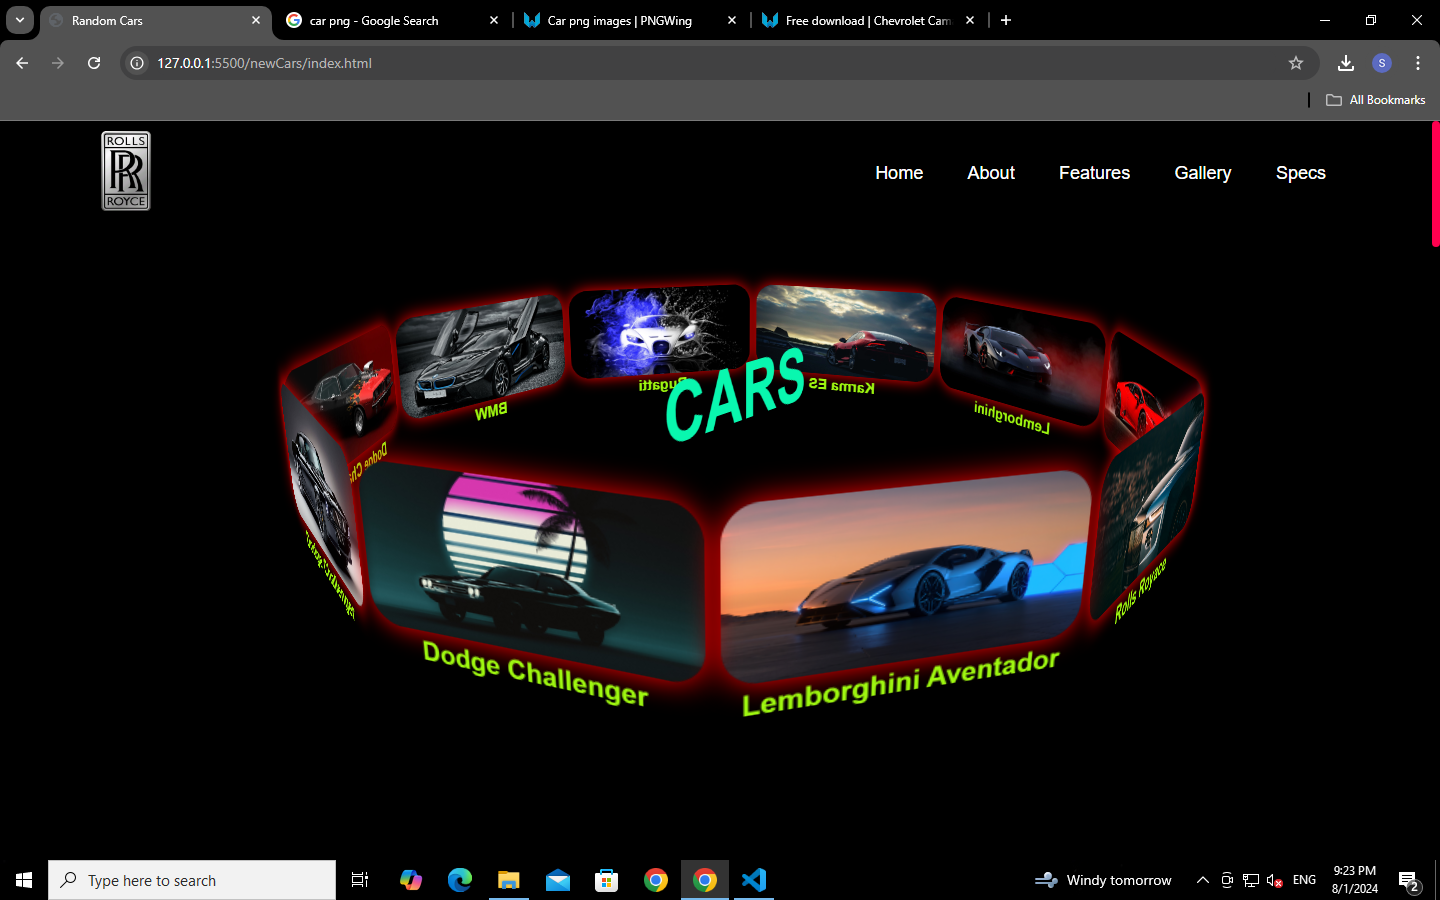 Random Cars
car png - Google Search
Car png images | PNGWing
Free download | Chevrolet Cam
127.0.0.1:5500/newCars/index.html
S
All Bookmarks
ROLLS
RR
ROYCE
Home
About
Features
Gallery
Specs
BMW
Bugatti
Karma ES
Lemborghini
CARS
Dodge Cha
Dodge Challenger
Lemborghini Aventador
Rolls Royace
Type here to search
Windy tomorrow
ENG
9:23 PM
8/1/2024
2